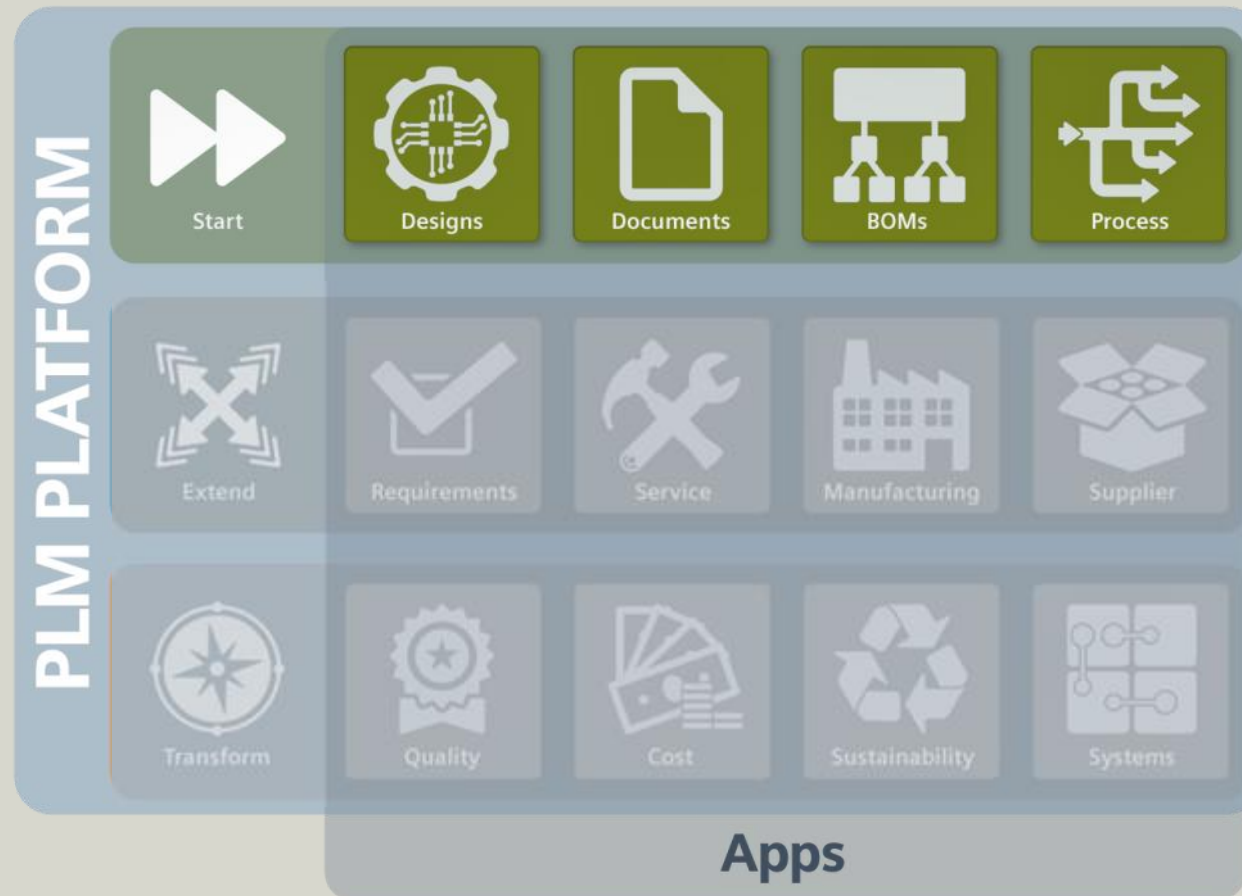 PLM PLATFORM
Start
Designs
Documents
BOMs
Process
Extend
Requirements
Service
Manufacturing
Supplier
Transform
Quality
Cost
Sustainability
Systems
Apps